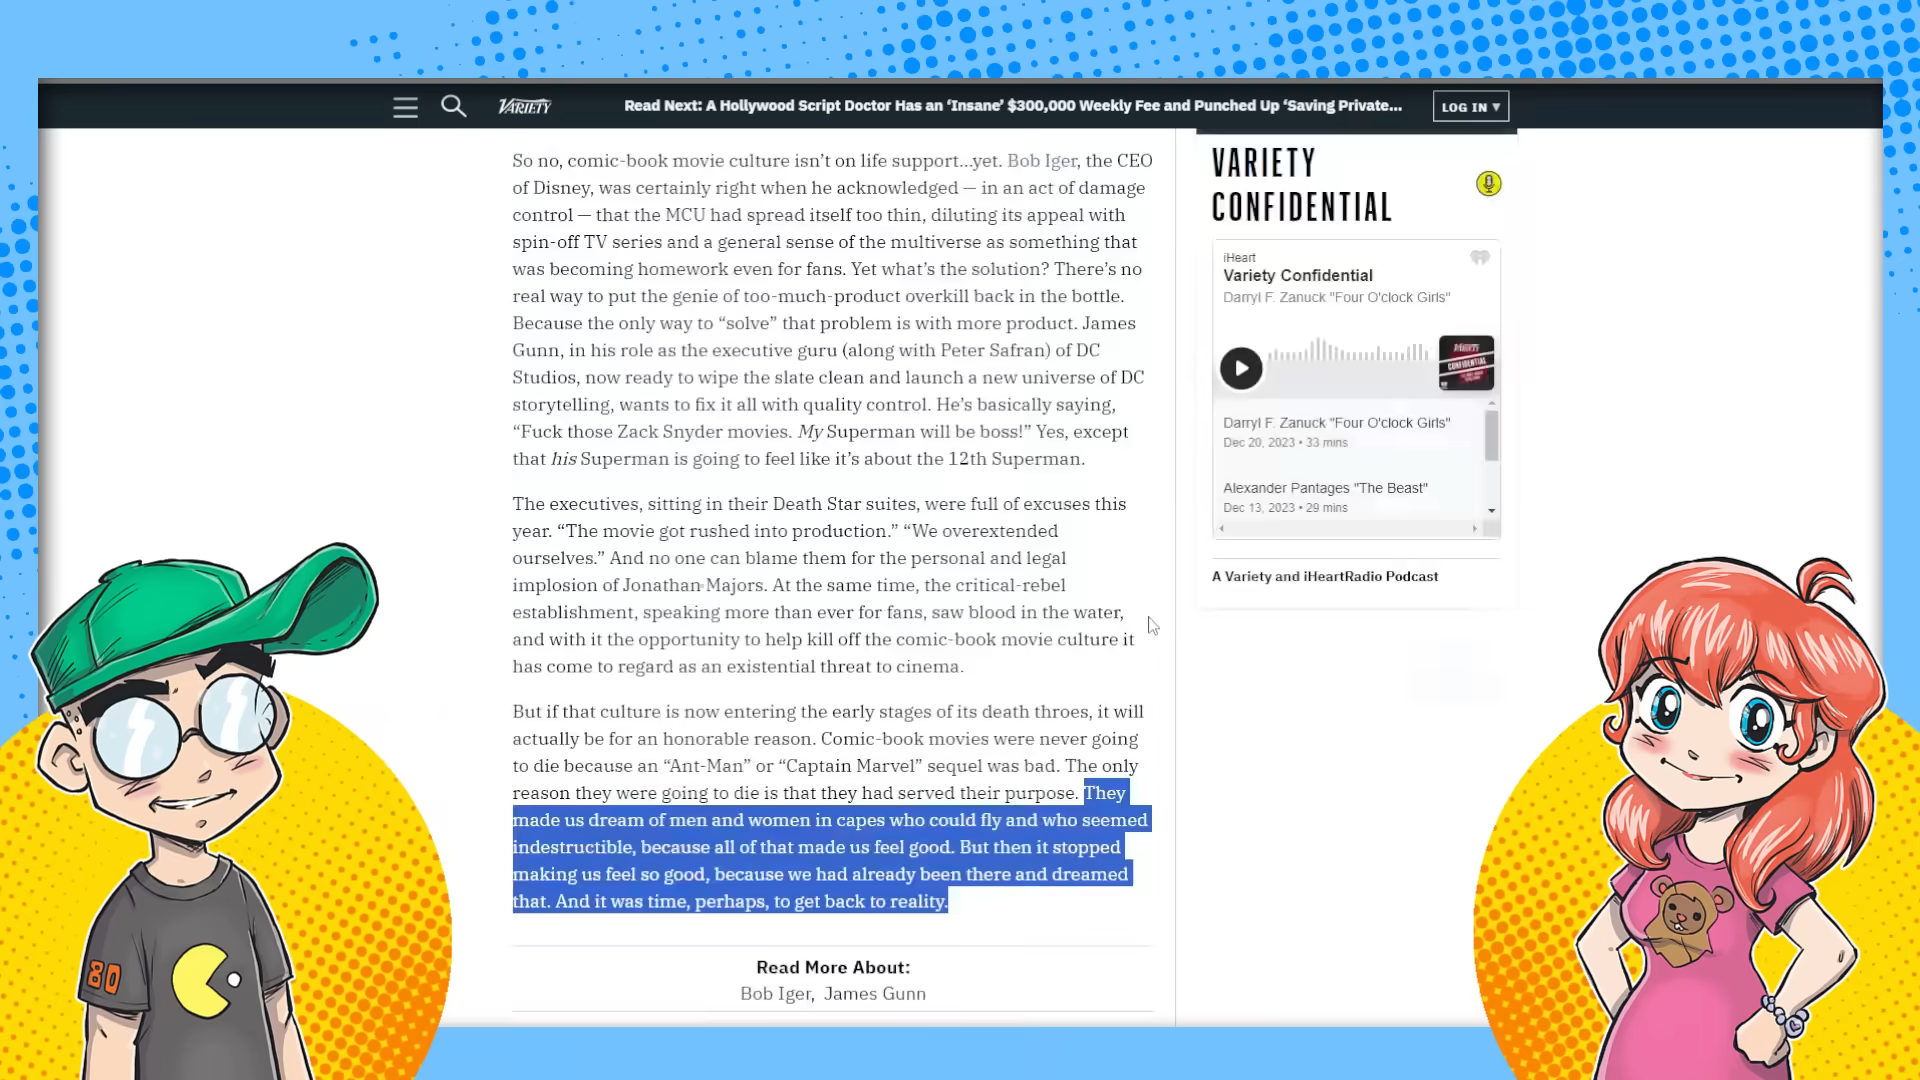 VARIETY
Read Next: A Hollywood Script Doctor Has an ‘Insane’ $300,000 Weekly Fee and Punched Up ‘Saving Private...
LOG IN ▾
So no, comic-book movie culture isn’t on life support…yet. Bob Iger, the CEO
of Disney, was certainly right when he acknowledged — in an act of damage
control — that the MCU had spread itself too thin, diluting its appeal with
spin-off TV series and a general sense of the multiverse as something that
was becoming homework even for fans. Yet what’s the solution? There’s no
real way to put the genie of too-much-product overkill back in the bottle.
Because the only way to “solve” that problem is with more product. James
Gunn, in his role as the executive guru (along with Peter Safran) of DC
Studios, now ready to wipe the slate clean and launch a new universe of DC
storytelling, wants to fix it all with quality control. He’s basically saying,
“Fuck those Zack Snyder movies. My Superman will be boss!” Yes, except
that his Superman is going to feel like it’s about the 12th Superman.
The executives, sitting in their Death Star suites, were full of excuses this
year. “The movie got rushed into production.” “We overextended
ourselves.” And no one can blame them for the personal and legal
implosion of Jonathan Majors. At the same time, the critical-rebel
establishment, speaking more than ever for fans, saw blood in the water,
and with it the opportunity to help kill off the comic-book movie culture it
has come to regard as an existential threat to cinema.
But if that culture is now entering the early stages of its death throes, it will
actually be for an honorable reason. Comic-book movies were never going
to die because an “Ant-Man” or “Captain Marvel” sequel was bad. The only
reason they were going to die is that they had served their purpose. They
made us dream of men and women in capes who could fly and who seemed
indestructible, because all of that made us feel good. But then it stopped
making us feel so good, because we had already been there and dreamed
that. And it was time, perhaps, to get back to reality.
Read More About:
Bob Iger, James Gunn
VARIETY
CONFIDENTIAL
iHeart
Variety Confidential
Darryl F. Zanuck "Four O'clock Girls"
VARIETY
CONFIDENTIAL
Darryl F. Zanuck "Four O'clock Girls"
Dec 20, 2023 • 33 mins
Alexander Pantages "The Beast"
Dec 13, 2023 • 29 mins
A Variety and iHeartRadio Podcast
80